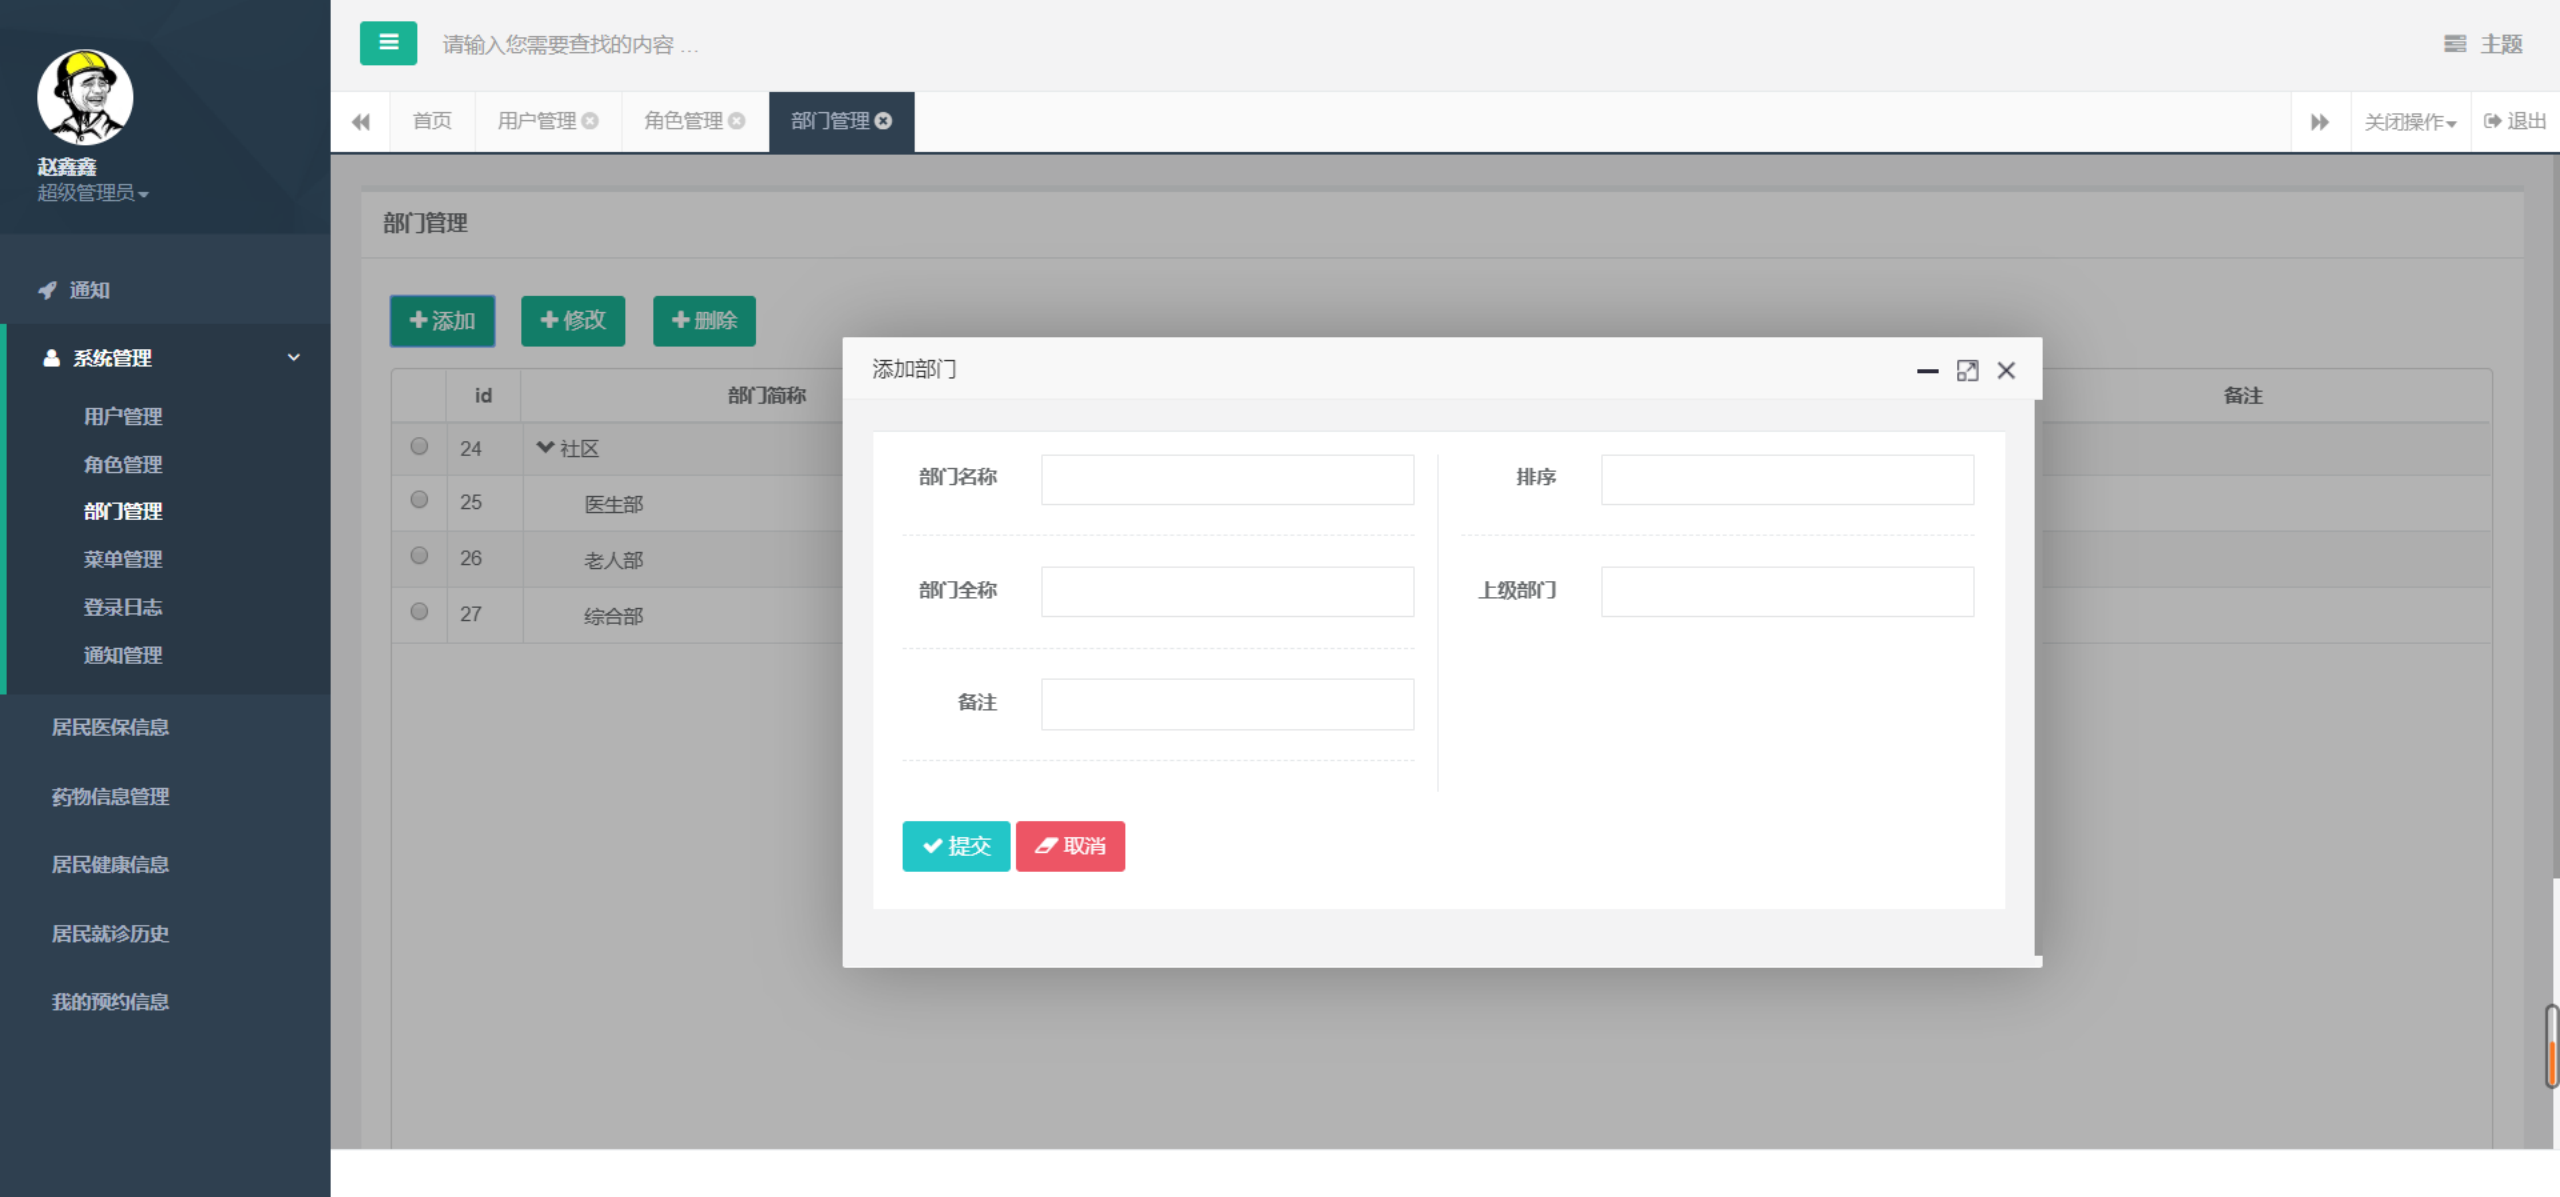 赵鑫鑫
超级管理员
通知
系统管理
用户管理
角色管理
部门管理
菜单管理
登录日志
通知管理
居民医保信息
药物信息管理
居民健康信息
居民就诊历史
我的预约信息
请输入您需要查找的内容 …
主题
首页
用户管理
角色管理
部门管理
关闭操作
退出
部门管理
添加
修改
删除
id
部门简称
备注
24
社区
25
医生部
26
老人部
27
综合部
添加部门
部门名称
排序
部门全称
上级部门
备注
提交
取消